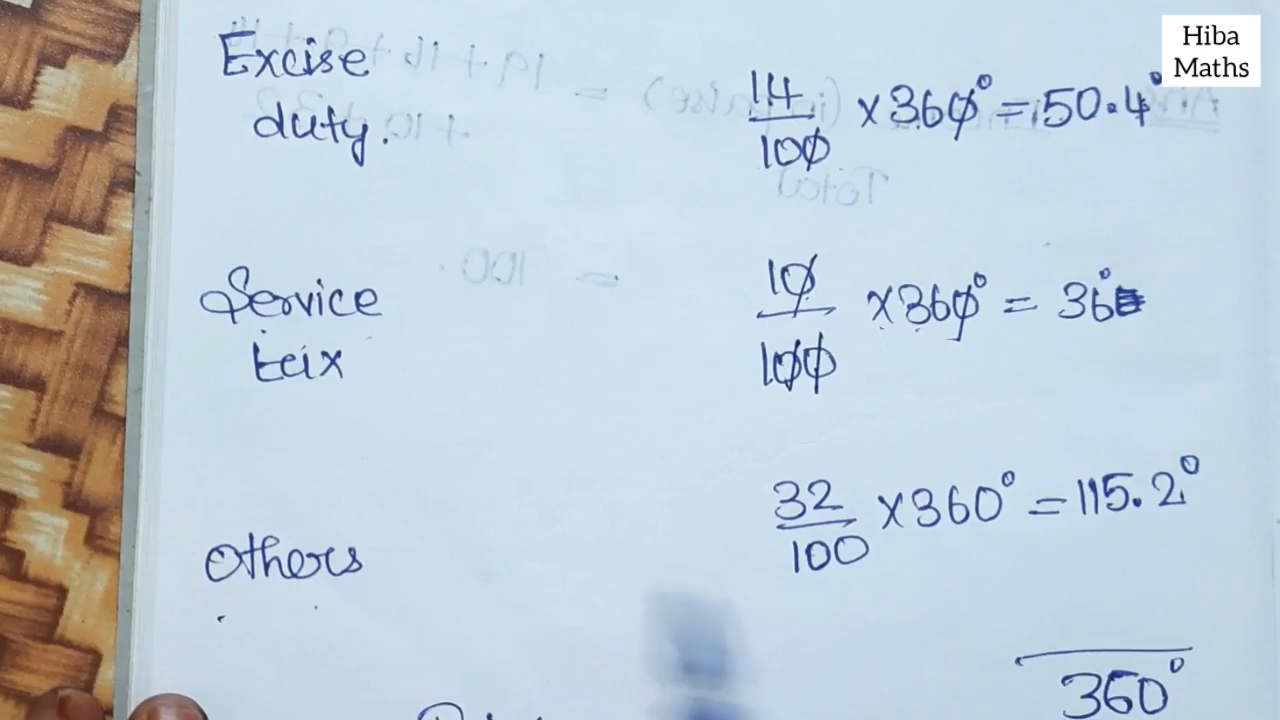 Hiba
Maths
Excise
duty.
14/100 × 360° = 50.4°
Service
tax
10/100 × 360° = 36°
Others
32/100 × 360° = 115.2°
360°